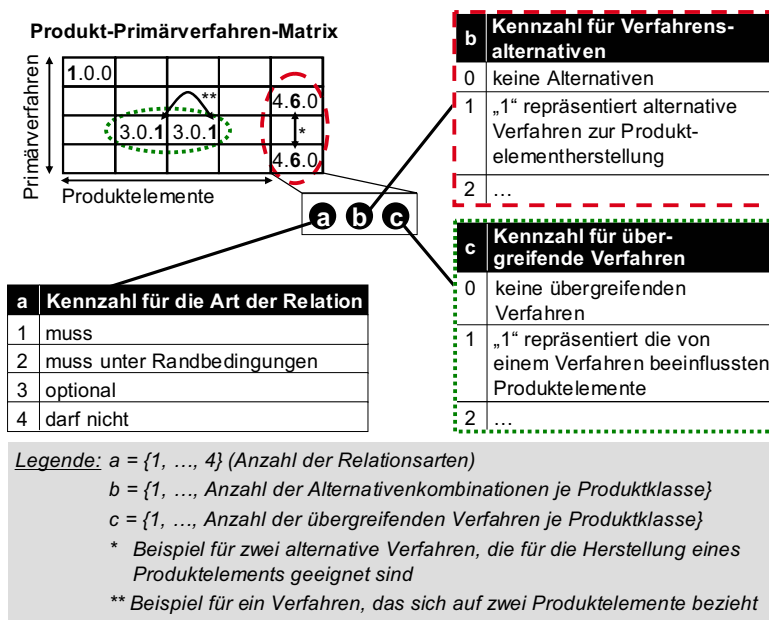 Produkt-Primärverfahren-Matrix
Primärverfahren
1.0.0
**
4.6.0
3.0.1 3.0.1
*
4.6.0
Produktelemente
a b c
b Kennzahl für Verfahrens-
alternativen
0 keine Alternativen
1 „1“ repräsentiert alternative
Verfahren zur Produkt-
elementherstellung
2 ...
c Kennzahl für über-
greifende Verfahren
0 keine übergreifenden
Verfahren
1 „1“ repräsentiert die von
einem Verfahren beeinflussten
Produktelemente
2 ...
a Kennzahl für die Art der Relation
1 muss
2 muss unter Randbedingungen
3 optional
4 darf nicht
Legende: a = {1, ..., 4} (Anzahl der Relationsarten)
b = {1, ..., Anzahl der Alternativenkombinationen je Produktklasse}
c = {1, ..., Anzahl der übergreifenden Verfahren je Produktklasse}
* Beispiel für zwei alternative Verfahren, die für die Herstellung eines
Produktelements geeignet sind
** Beispiel für ein Verfahren, das sich auf zwei Produktelemente bezieht